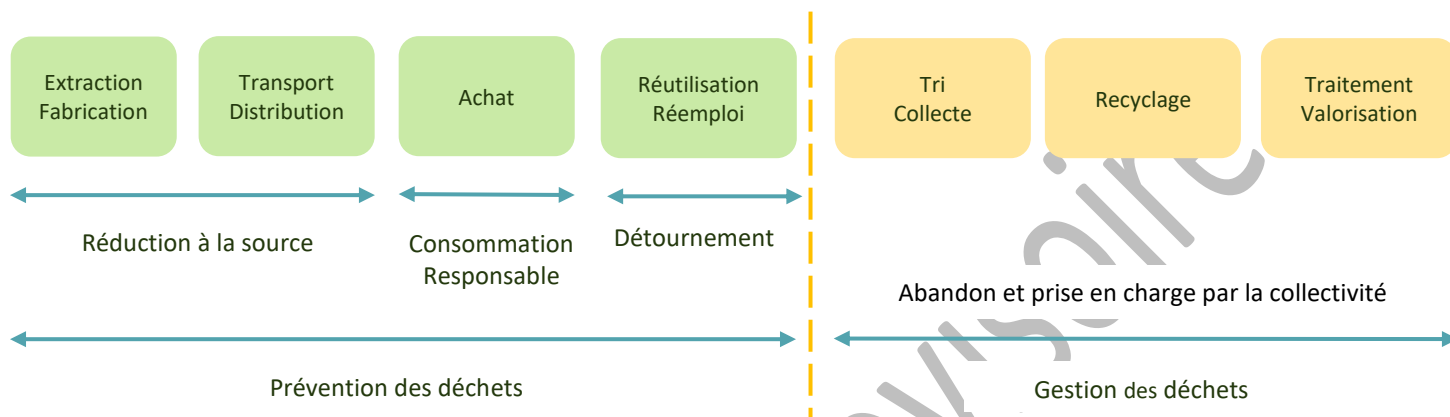 Extraction
Fabrication
Transport
Distribution
Achat
Réutilisation
Réemploi
Tri
Collecte
Recyclage
Traitement
Valorisation
Réduction à la source
Consommation
Responsable
Détournement
Abandon et prise en charge par la collectivité
Prévention des déchets
Gestion des déchets